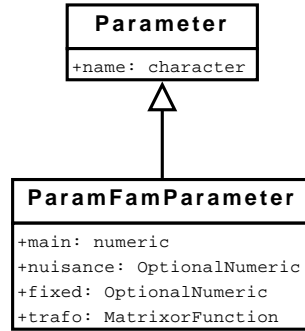 Parameter
+name: character
ParamFamParameter
+main: numeric
+nuisance: OptionalNumeric
+fixed: OptionalNumeric
+trafo: MatrixorFunction